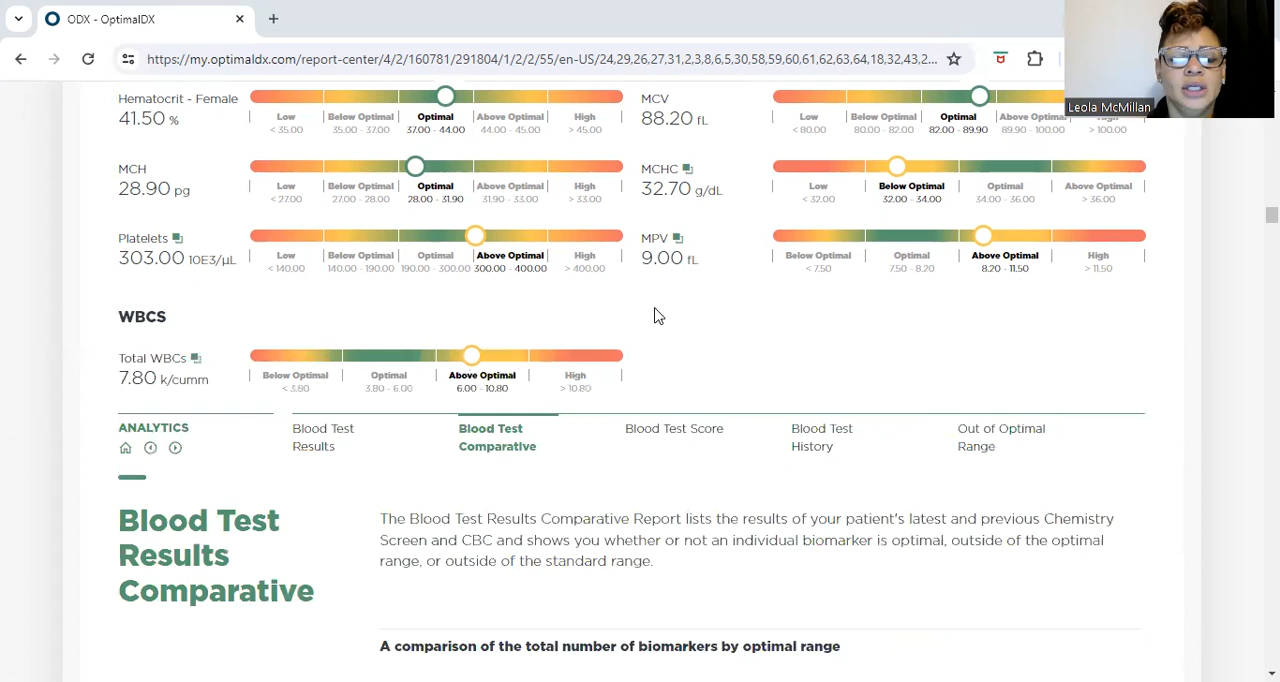 ODX - OptimalDX
https://my.optimaldx.com/report-center/4/2/160781/291304/1/2/2/55/en-US/24,29,26,27,31,2,3,8,6,5,30,58,59,60,61,62,63,64,18,32,43,2...
Leola McMillan
Hematocrit - Female
41.50 %
Low Below Optimal Optimal Above Optimal High
< 35.00 35.00 - 37.00 37.00 - 44.00 44.00 - 45.00 > 45.00
MCV
88.20 fL
Low Below Optimal Optimal Above Optimal
< 80.00 80.00 - 82.00 82.00 - 89.90 89.90 - 100.00 > 100.00
MCH
28.90 pg
Low Below Optimal Optimal Above Optimal High
< 27.00 27.00 - 28.00 28.00 - 31.90 31.90 - 33.00 > 33.00
MCHC
32.70 g/dL
Low Below Optimal Optimal Above Optimal
< 32.00 32.00 - 34.00 34.00 - 36.00 > 36.00
Platelets
303.00 10E3/µL
Low Below Optimal Optimal Above Optimal High
< 140.00 140.00 - 190.00 190.00 - 300.00 300.00 - 400.00 > 400.00
MPV
9.00 fL
Below Optimal Optimal Above Optimal High
< 7.50 7.50 - 8.20 8.20 - 11.50 > 11.50
WBCS
Total WBCs
7.80 k/cumm
Below Optimal Optimal Above Optimal High
< 3.80 3.80 - 6.00 6.00 - 10.80 > 10.80
ANALYTICS
Blood Test
Results
Blood Test
Comparative
Blood Test Score
Blood Test
History
Out of Optimal
Range
Blood Test
Results
Comparative
The Blood Test Results Comparative Report lists the results of your patient's latest and previous Chemistry
Screen and CBC and shows you whether or not an individual biomarker is optimal, outside of the optimal
range, or outside of the standard range.
A comparison of the total number of biomarkers by optimal range